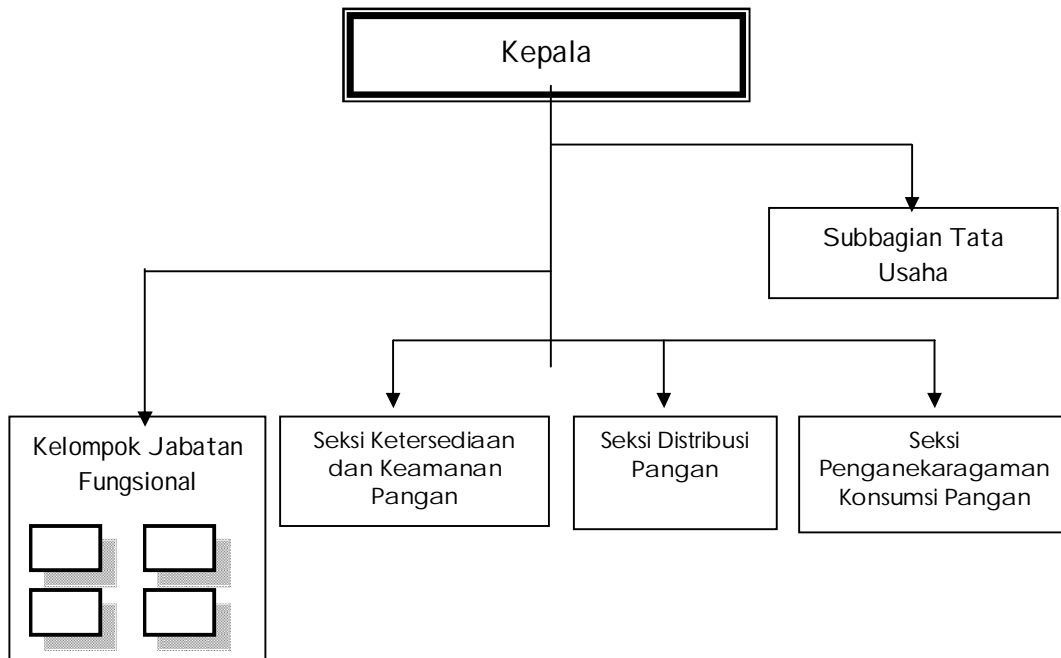 Kepala
Subbagian Tata
Usaha
Kelompok Jabatan
Fungsional
Seksi Ketersediaan
dan Keamanan
Pangan
Seksi Distribusi
Pangan
Seksi
Penganekaragaman
Konsumsi Pangan